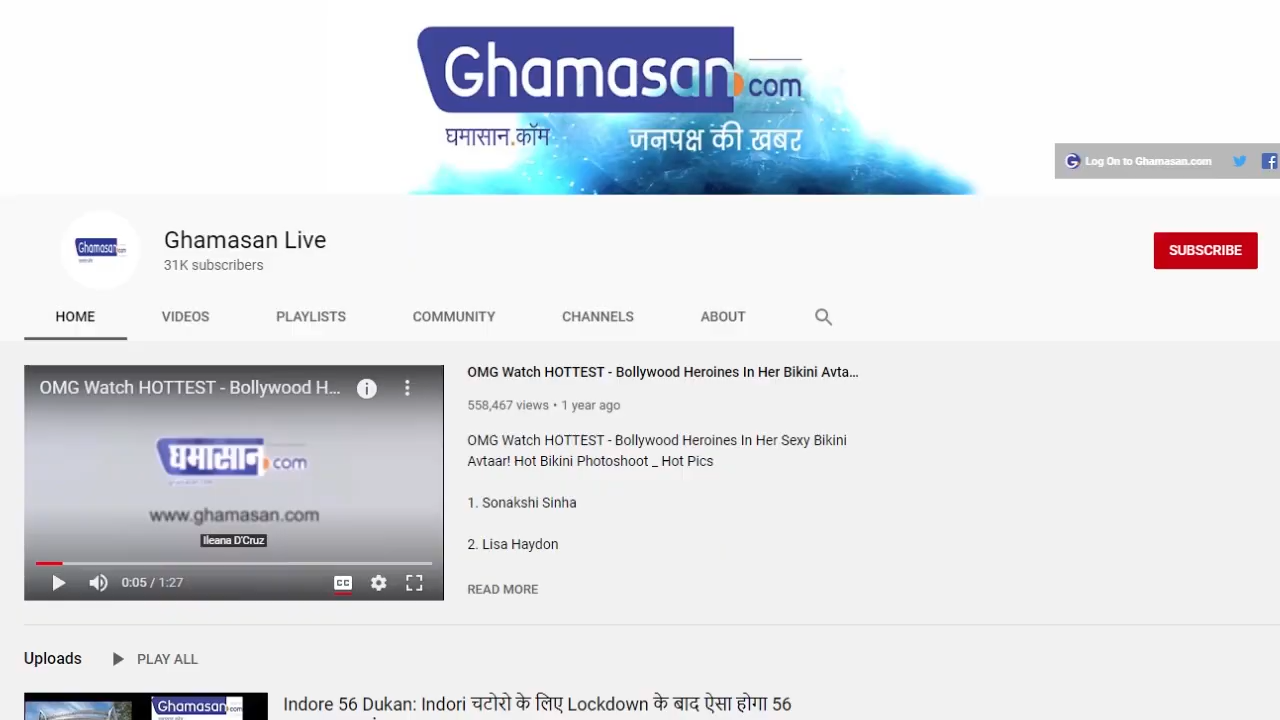 Ghamasan.com
घमासान.कॉम
जनपक्ष की खबर
Log On to Ghamasan.com
Ghamasan Live
31K subscribers
SUBSCRIBE
HOME VIDEOS PLAYLISTS COMMUNITY CHANNELS ABOUT
OMG Watch HOTTEST - Bollywood H...
घमासान.com
www.ghamasan.com
Ileana D'Cruz
0:05 / 1:27
CC
OMG Watch HOTTEST - Bollywood Heroines In Her Bikini Avta...
558,467 views • 1 year ago
OMG Watch HOTTEST - Bollywood Heroines In Her Sexy Bikini
Avtaar! Hot Bikini Photoshoot _ Hot Pics
1. Sonakshi Sinha
2. Lisa Haydon
READ MORE
Uploads PLAY ALL
Ghamasan.com
Indore 56 Dukan: Indori चटोरो के लिए Lockdown के बाद ऐसा होगा 56